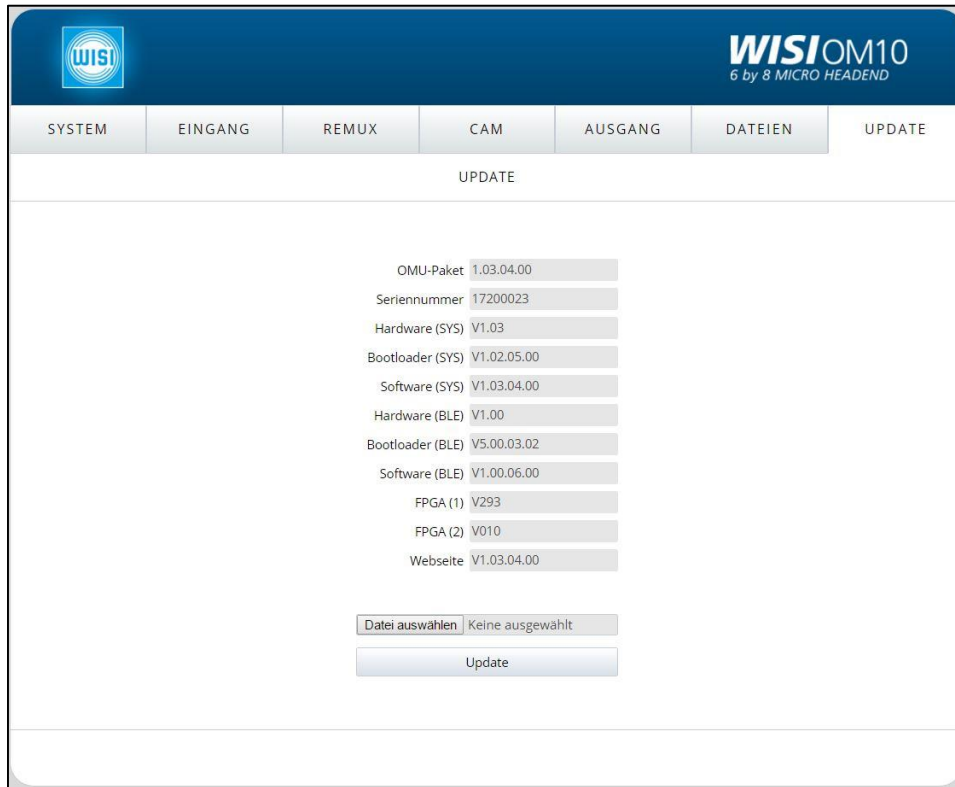 WISI
WISI OM10
6 by 8 MICRO HEADEND
SYSTEM EINGANG REMUX CAM AUSGANG DATEIEN UPDATE
UPDATE
OMU-Paket 1.03.04.00
Seriennummer 17200023
Hardware (SYS) V1.03
Bootloader (SYS) V1.02.05.00
Software (SYS) V1.03.04.00
Hardware (BLE) V1.00
Bootloader (BLE) V5.00.03.02
Software (BLE) V1.00.06.00
FPGA (1) V293
FPGA (2) V010
Webseite V1.03.04.00
Datei auswählen Keine ausgewählt
Update